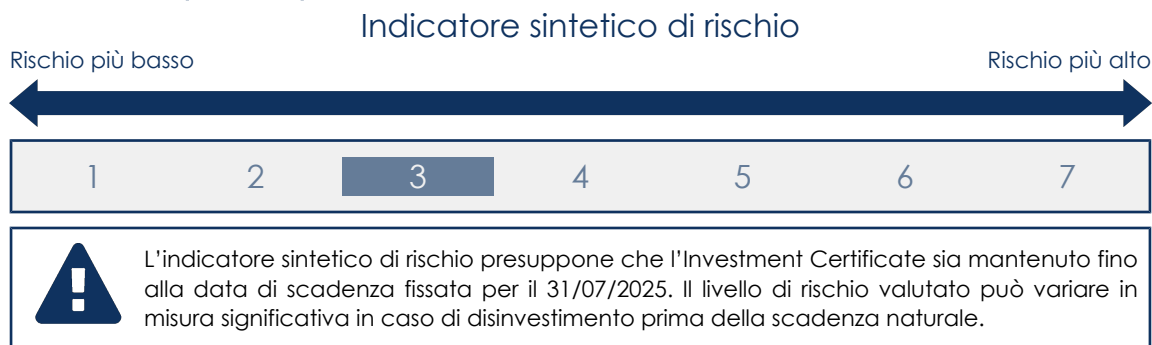 Indicatore sintetico di rischio
Rischio più basso
Rischio più alto
1 2 3 4 5 6 7
L'indicatore sintetico di rischio presuppone che l'Investment Certificate sia mantenuto fino
alla data di scadenza fissata per il 31/07/2025. Il livello di rischio valutato può variare in
misura significativa in caso di disinvestimento prima della scadenza naturale.